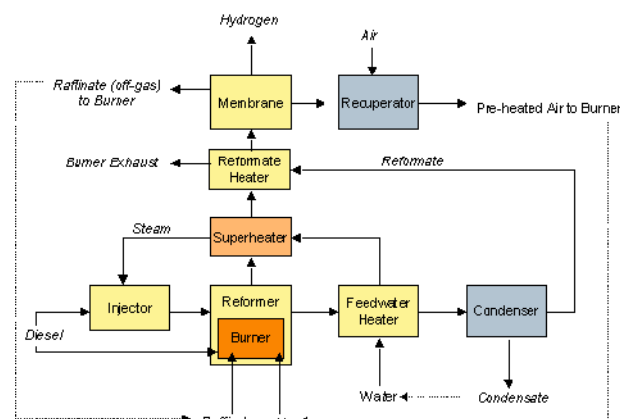 Hydrogen
Air
Raffinate (off-gas)
to Burner
Membrane
Recuperator
Pre-heated Air to Burner
Burner Exhaust
Reformate
Heater
Reformate
Steam
Superheater
Injector
Reformer
Burner
Feedwater
Heater
Condenser
Diesel
Water
Condensate